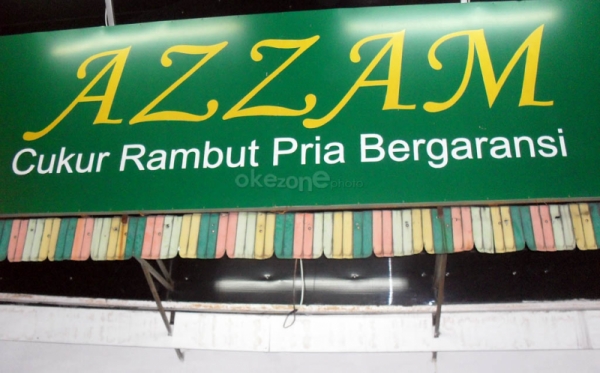 AZZAM
Cukur Rambut Pria Bergaransi
okezone photo